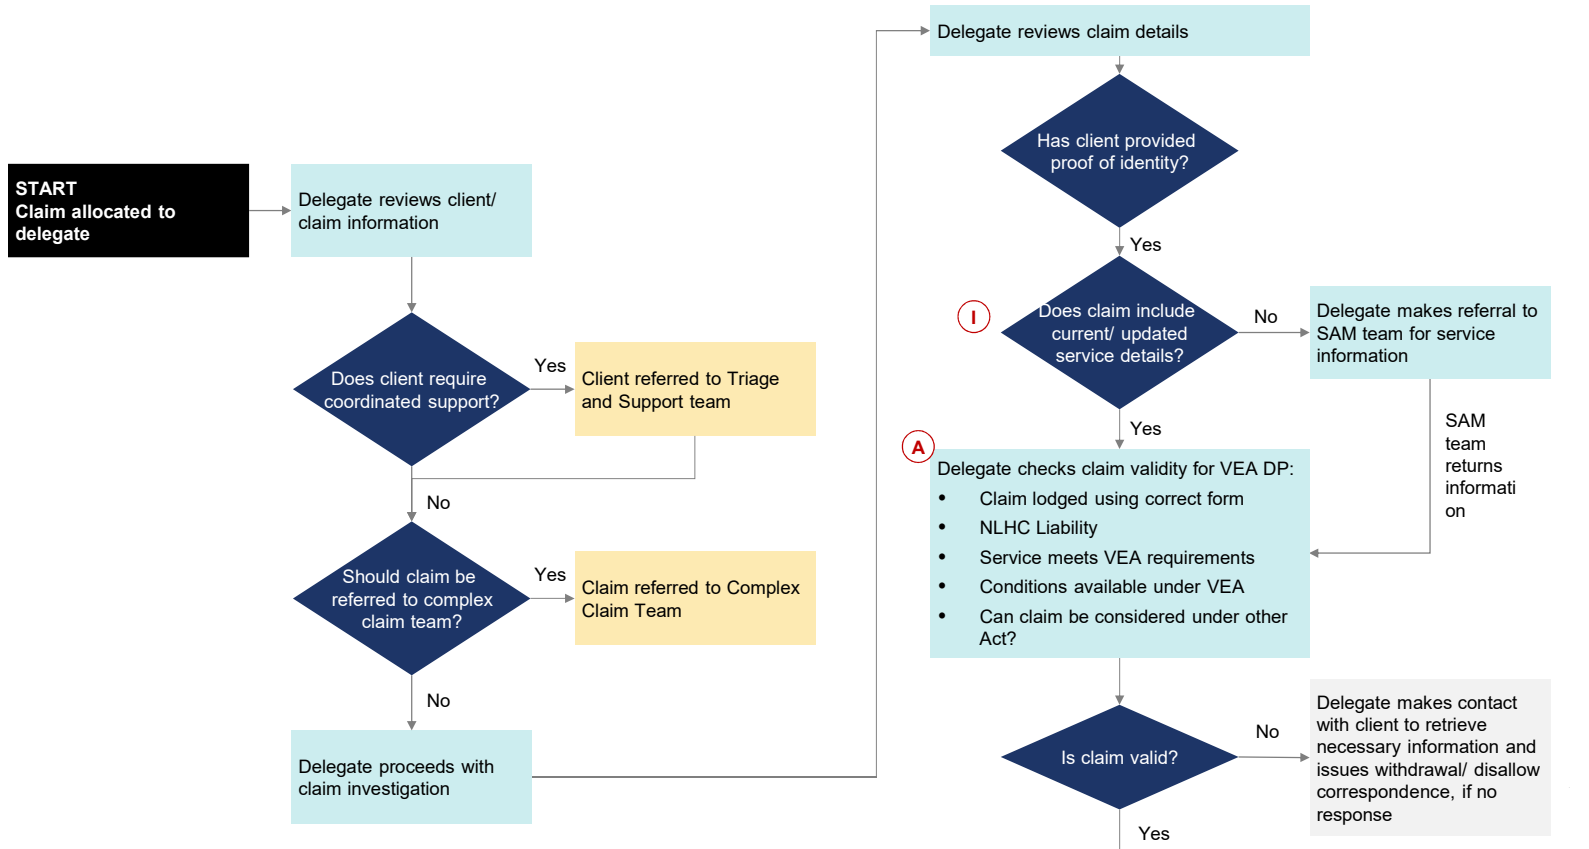 START
Claim allocated to
delegate
Delegate reviews client/
claim information
Does client require
coordinated support?
Yes
Client referred to Triage
and Support team
No
Should claim be
referred to complex
claim team?
Yes
Claim referred to Complex
Claim Team
No
Delegate proceeds with
claim investigation
Delegate reviews claim details
Has client provided
proof of identity?
Yes
I
Does claim include
current/ updated
service details?
No
Delegate makes referral to
SAM team for service
information
Yes
SAM
team
returns
informati
on
A
Delegate checks claim validity for VEA DP:
• Claim lodged using correct form
• NLHC Liability
• Service meets VEA requirements
• Conditions available under VEA
• Can claim be considered under other
Act?
Is claim valid?
No
Delegate makes contact
with client to retrieve
necessary information and
issues withdrawal/ disallow
correspondence, if no
response
Yes